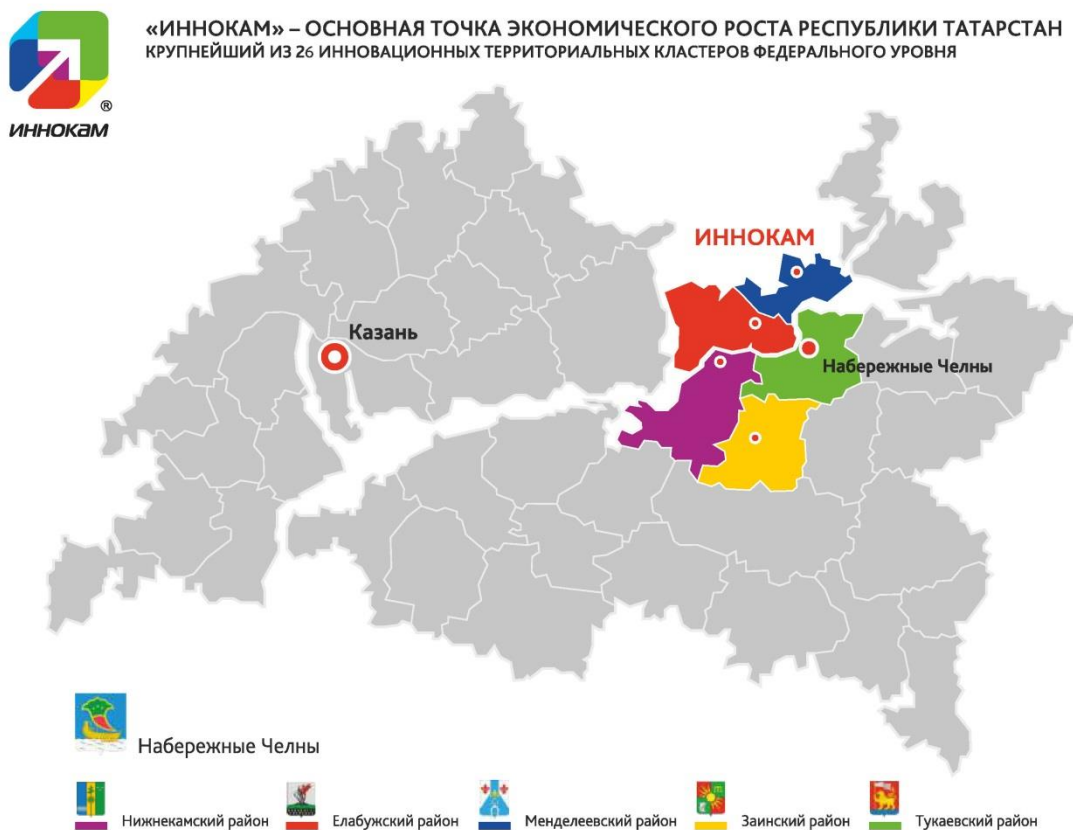 «ИННОКАМ» – ОСНОВНАЯ ТОЧКА ЭКОНОМИЧЕСКОГО РОСТА РЕСПУБЛИКИ ТАТАРСТАН
КРУПНЕЙШИЙ ИЗ 26 ИННОВАЦИОННЫХ ТЕРРИТОРИАЛЬНЫХ КЛАСТЕРОВ ФЕДЕРАЛЬНОГО УРОВНЯ
®
ИННОКАМ
ИННОКАМ
Казань
Набережные Челны
Набережные Челны
Нижнекамский район
Елабужский район
Менделеевский район
Заинский район
Тукаевский район